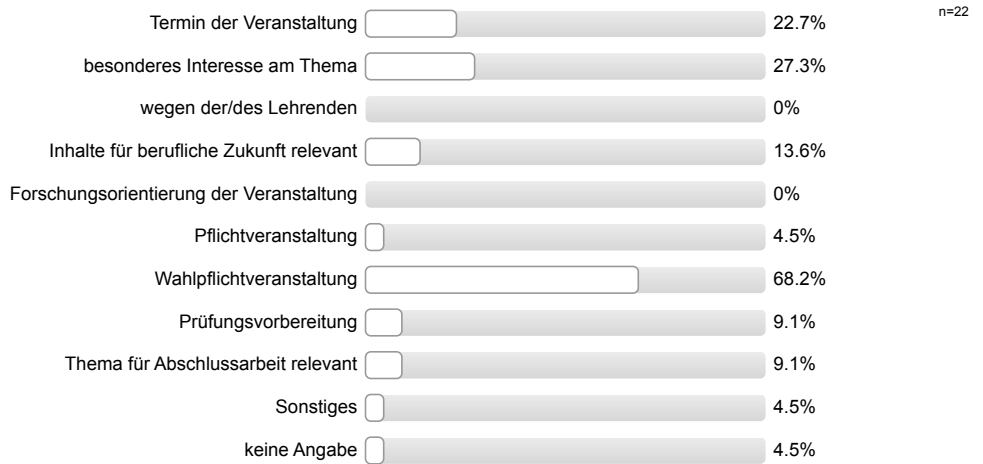 n=22
Termin der Veranstaltung 22.7%
besonderes Interesse am Thema 27.3%
wegen der/des Lehrenden 0%
Inhalte für berufliche Zukunft relevant 13.6%
Forschungsorientierung der Veranstaltung 0%
Pflichtveranstaltung 4.5%
Wahlpflichtveranstaltung 68.2%
Prüfungsvorbereitung 9.1%
Thema für Abschlussarbeit relevant 9.1%
Sonstiges 4.5%
keine Angabe 4.5%